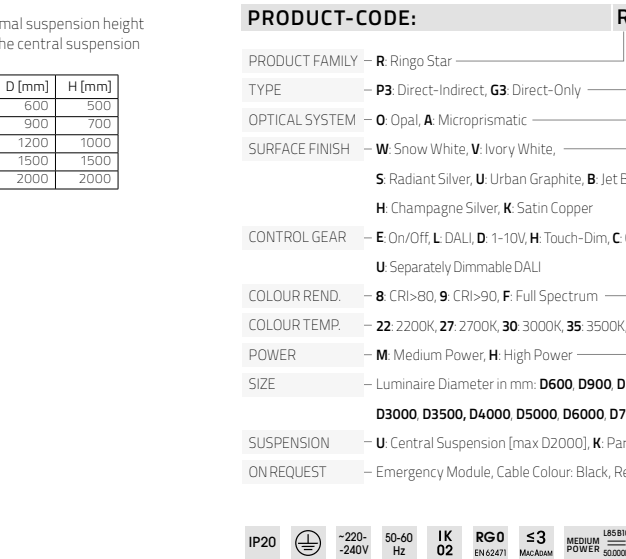 mal suspension height
he central suspension
D [mm] H [mm]
600 500
900 700
1200 1000
1500 1500
2000 2000
PRODUCT-CODE: R
PRODUCT FAMILY – R: Ringo Star
TYPE – P3: Direct-Indirect, G3: Direct-Only
OPTICAL SYSTEM – O: Opal, A: Microprismatic
SURFACE FINISH – W: Snow White, V: Ivory White,
S: Radiant Silver, U: Urban Graphite, B: Jet B
H: Champagne Silver, K: Satin Copper
CONTROL GEAR – E: On/Off, L: DALI, D: 1-10V, H: Touch-Dim, C:
U: Separately Dimmable DALI
COLOUR REND. – 8: CRI>80, 9: CRI>90, F: Full Spectrum
COLOUR TEMP. – 22: 2200K, 27: 2700K, 30: 3000K, 35: 3500K,
POWER – M: Medium Power, H: High Power
SIZE – Luminaire Diameter in mm: D600, D900, D
D3000, D3500, D4000, D5000, D6000, D7
SUSPENSION – U: Central Suspension [max D2000], K: Par
ON REQUEST – Emergency Module, Cable Colour: Black, Re
IP20
~220-
-240V
50-60
Hz
IK
02
RG0
EN 62471
≤3
MACADAM
MEDIUM
POWER
L85B10
50.000